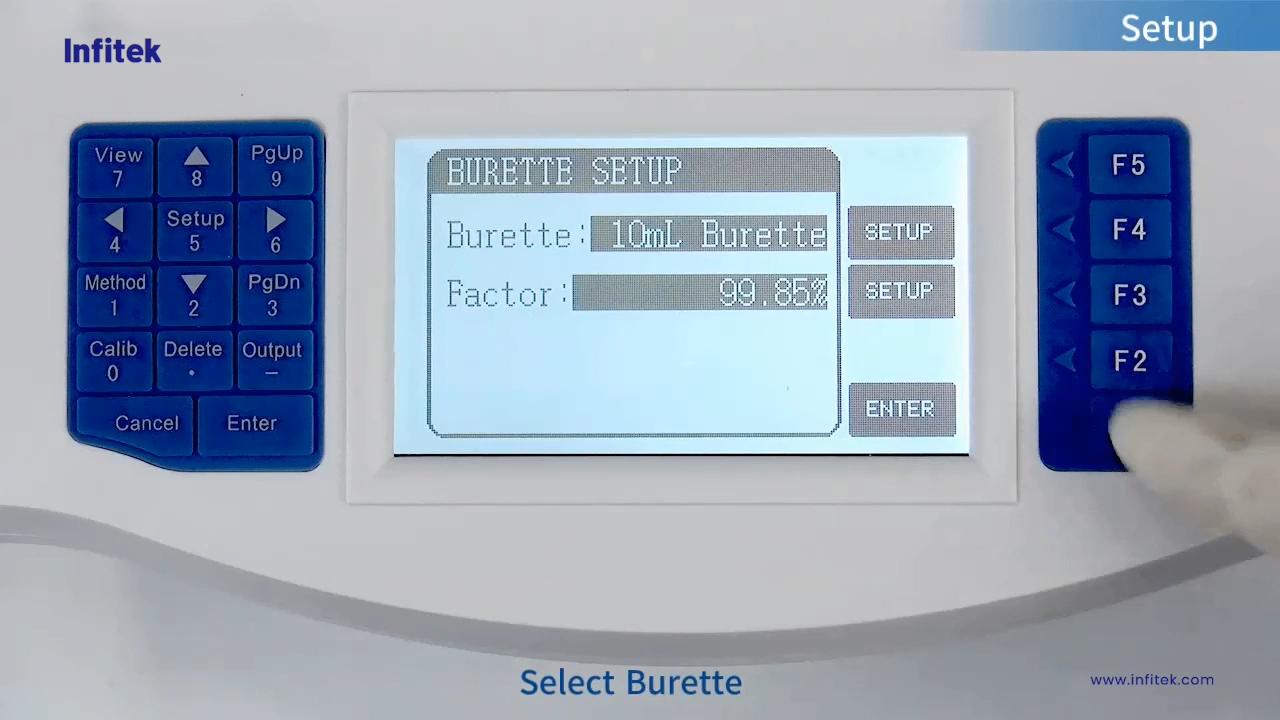 Infitek
Setup
View
7
8
PgUp
9
4
Setup
5
6
Method
1
2
PgDn
3
Calib
0
Delete
.
Output
–
Cancel
Enter
BURETTE SETUP
Burette: 10mL Burette
Factor: 99.85%
SETUP
SETUP
ENTER
F5
F4
F3
F2
Select Burette
www.infitek.com